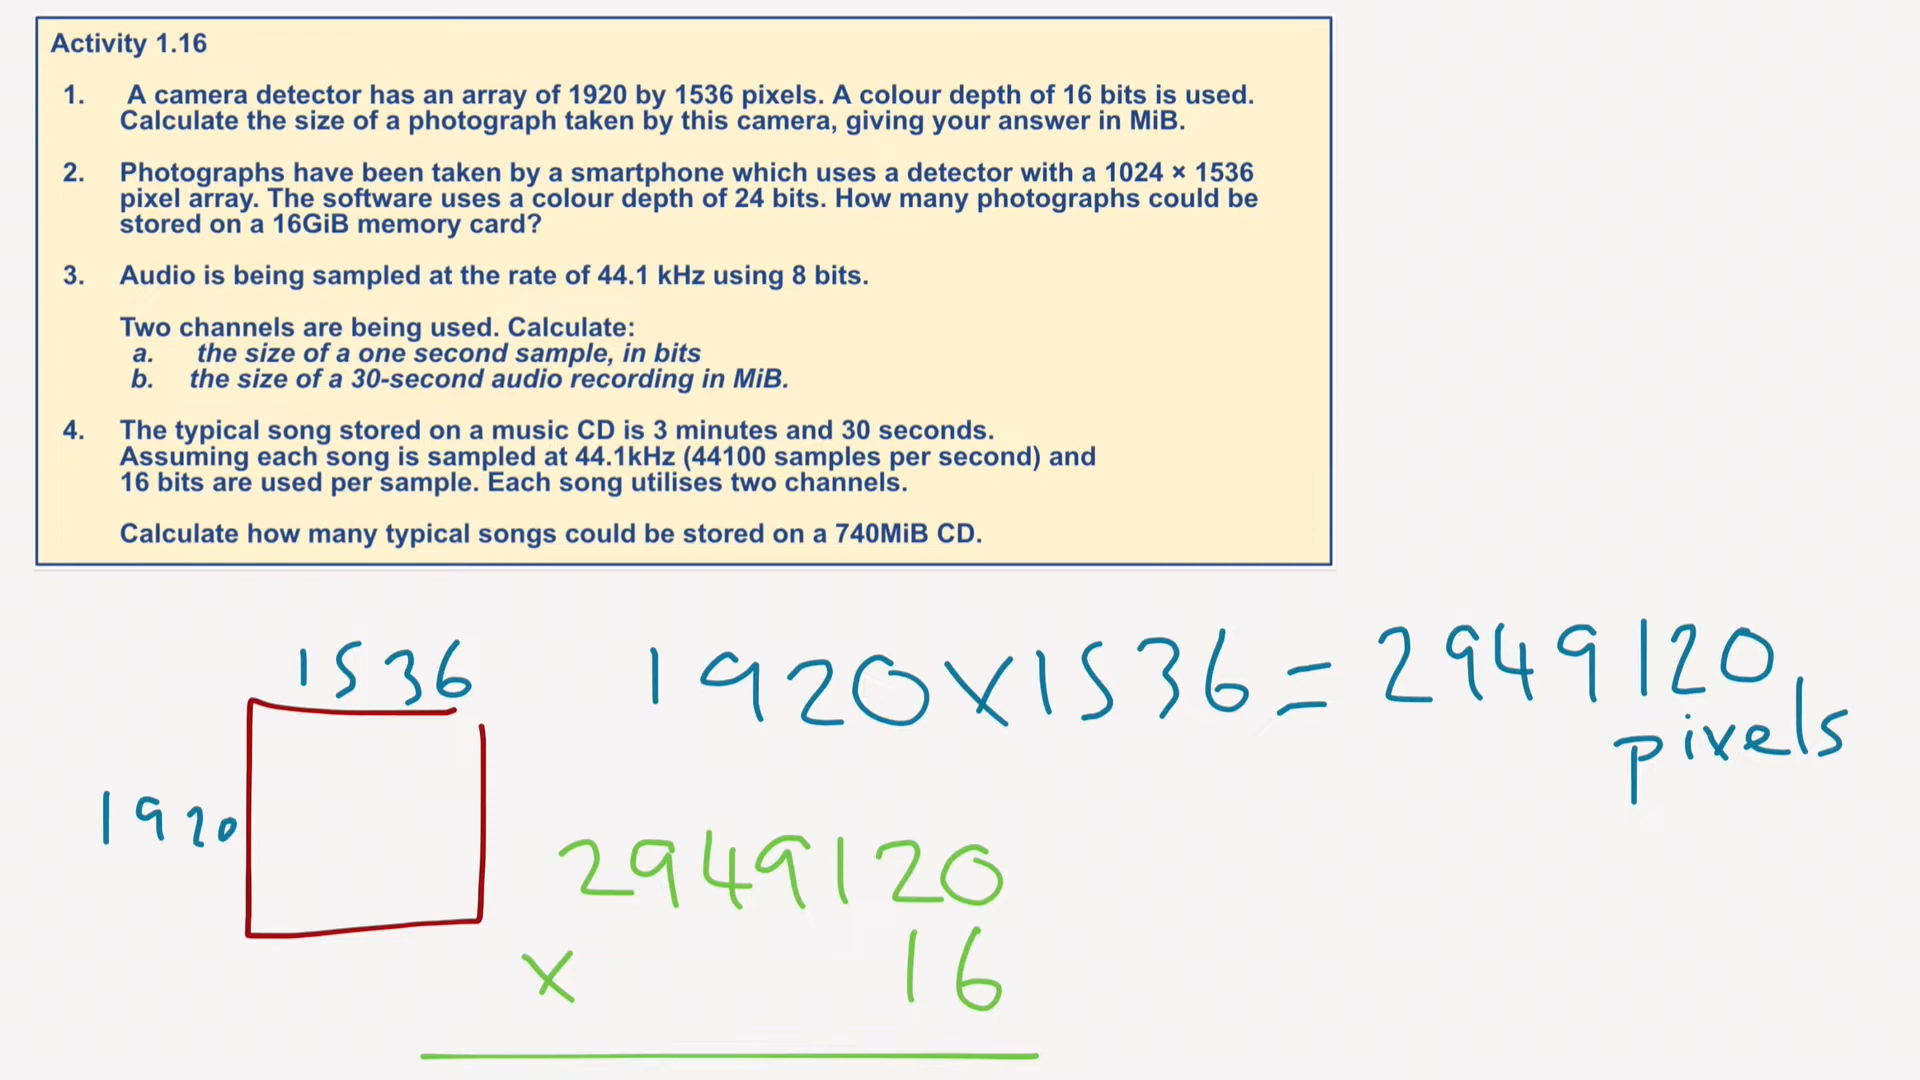 Activity 1.16
1. A camera detector has an array of 1920 by 1536 pixels. A colour depth of 16 bits is used.
Calculate the size of a photograph taken by this camera, giving your answer in MiB.
2. Photographs have been taken by a smartphone which uses a detector with a 1024 × 1536
pixel array. The software uses a colour depth of 24 bits. How many photographs could be
stored on a 16GiB memory card?
3. Audio is being sampled at the rate of 44.1 kHz using 8 bits.
Two channels are being used. Calculate:
a. the size of a one second sample, in bits
b. the size of a 30-second audio recording in MiB.
4. The typical song stored on a music CD is 3 minutes and 30 seconds.
Assuming each song is sampled at 44.1kHz (44100 samples per second) and
16 bits are used per sample. Each song utilises two channels.
Calculate how many typical songs could be stored on a 740MiB CD.
1536
1920
1920x1536=2949120
pixels
2949120
x 16